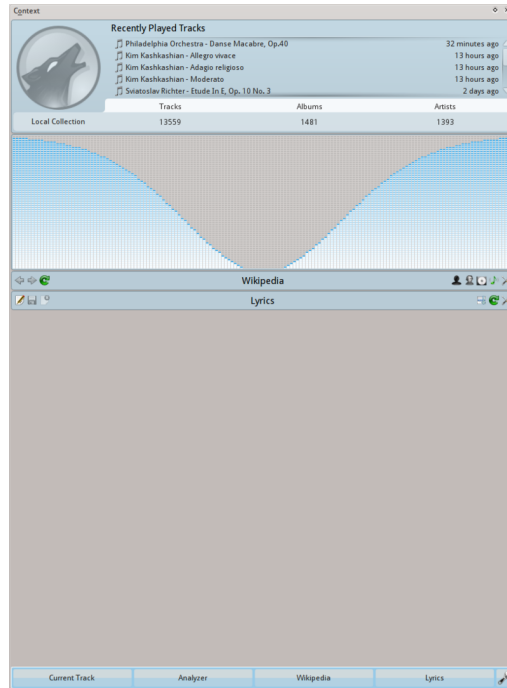 Context
Recently Played Tracks
Philadelphia Orchestra - Danse Macabre, Op.40 32 minutes ago
Kim Kashkashian - Allegro vivace 13 hours ago
Kim Kashkashian - Adagio religioso 13 hours ago
Kim Kashkashian - Moderato 13 hours ago
Sviatoslav Richter - Etude In E, Op. 10 No. 3 2 days ago
Tracks Albums Artists
Local Collection 13559 1481 1393
Wikipedia
Lyrics
Current Track Analyzer Wikipedia Lyrics